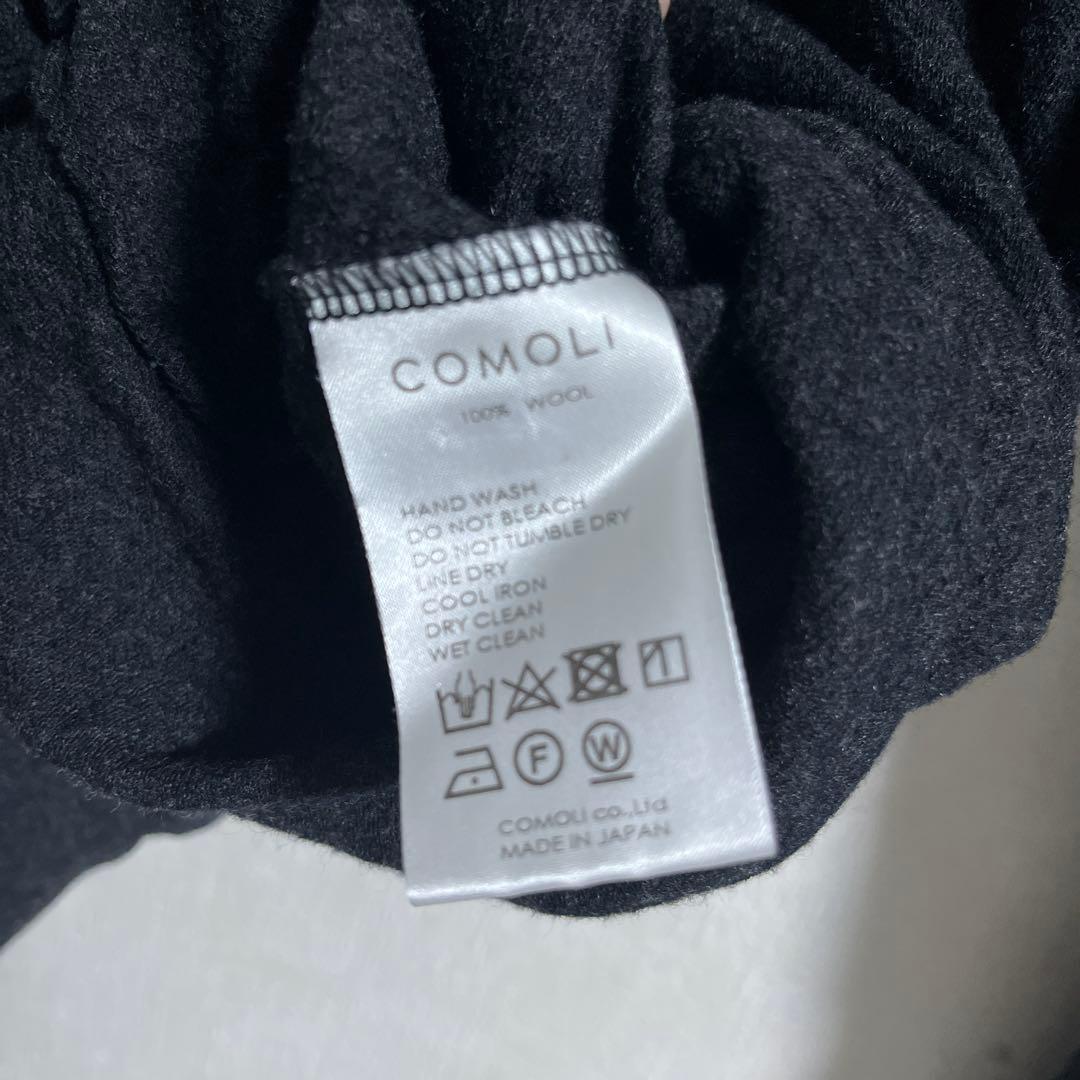 COMOLI
100% WOOL
HAND WASH
DO NOT BLEACH
DO NOT TUMBLE DRY
LINE DRY
COOL IRON
DRY CLEAN
WET CLEAN
F W
COMOLI co.,Ltd
MADE IN JAPAN